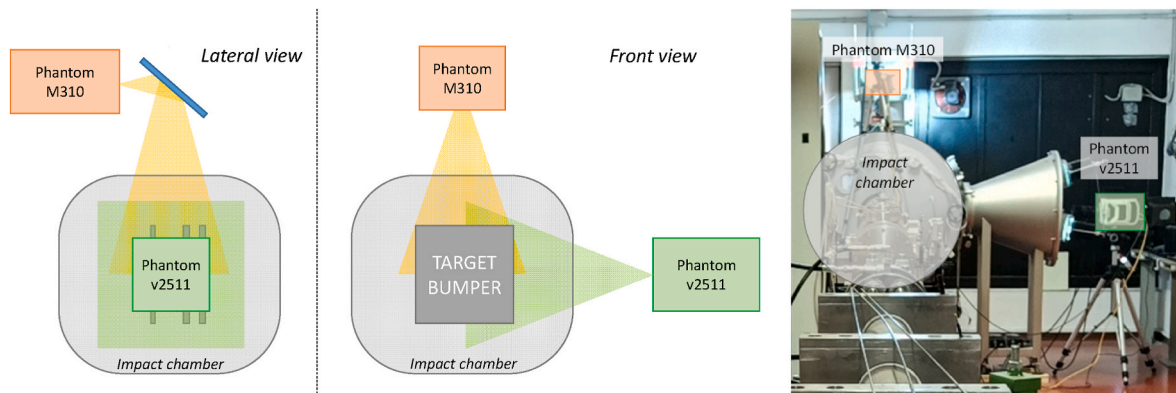 Lateral view
Phantom
M310
Phantom
v2511
Impact chamber
Front view
Phantom
M310
TARGET
BUMPER
Phantom
v2511
Impact chamber
Phantom M310
Impact
chamber
Phantom
v2511